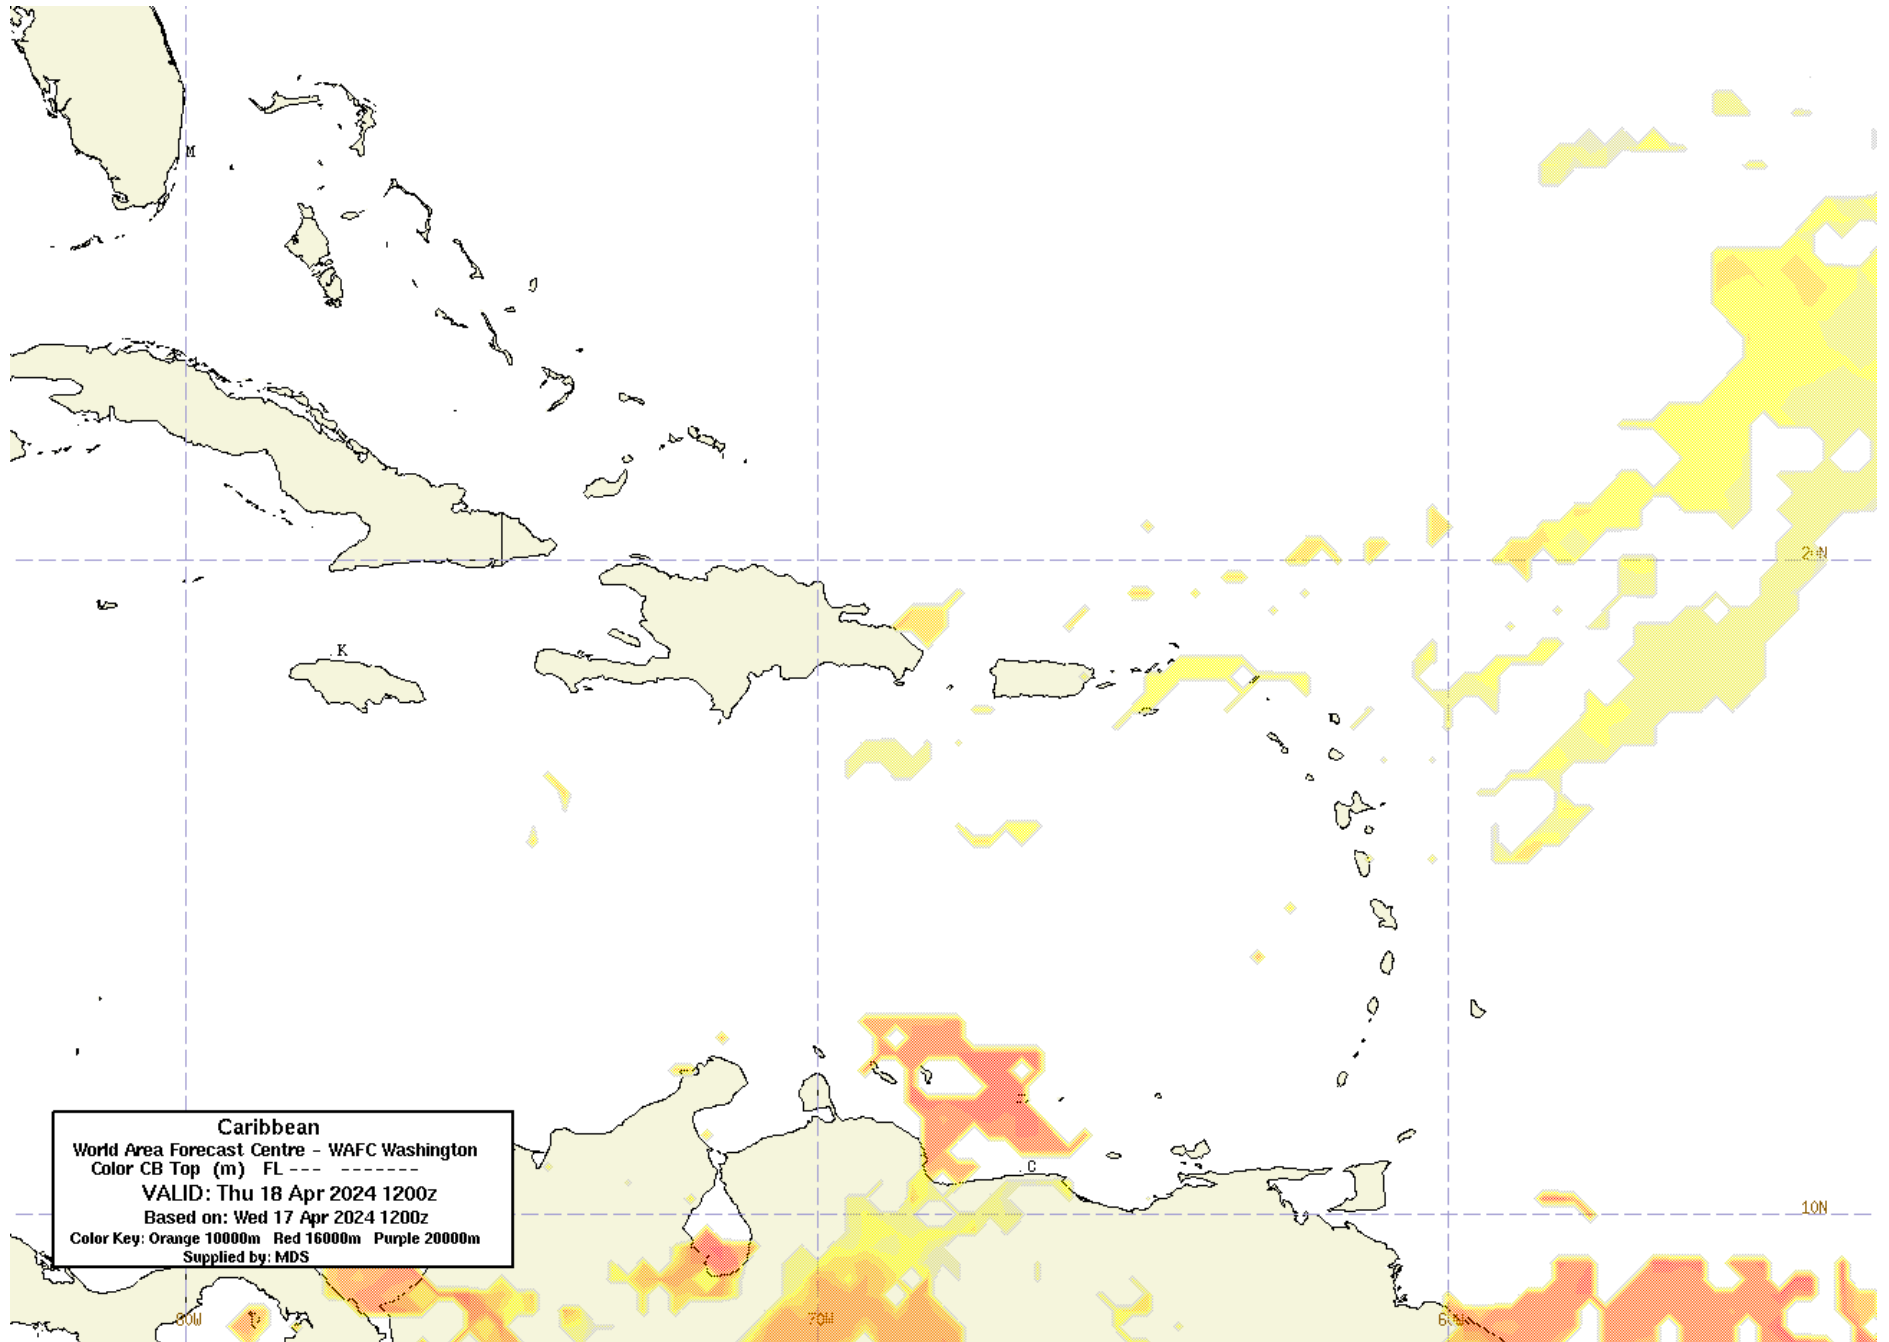 M
20N
K
C
10N
Caribbean
World Area Forecast Centre - WAFC Washington
Color CB Top (m) FL --- -------
VALID: Thu 18 Apr 2024 1200z
Based on: Wed 17 Apr 2024 1200z
Color Key: Orange 10000m Red 16000m Purple 20000m
Supplied by: MDS
80W
70W
60W